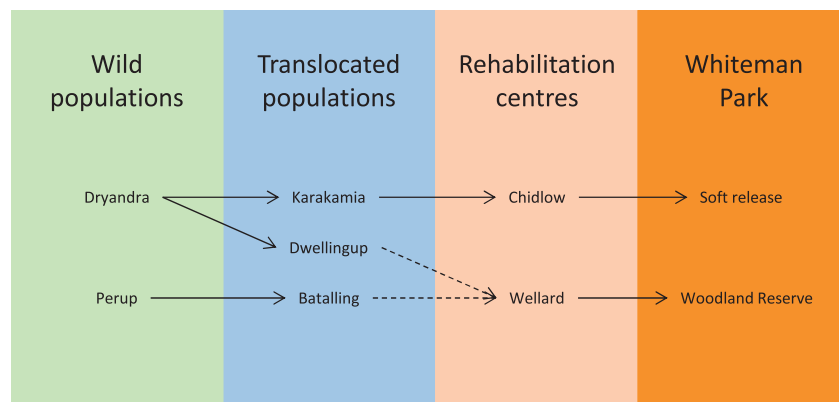 Wild
populations
Translocated
populations
Rehabilitation
centres
Whiteman
Park
Dryandra
Karakamia
Chidlow
Soft release
Dwellingup
Perup
Batalling
Wellard
Woodland Reserve